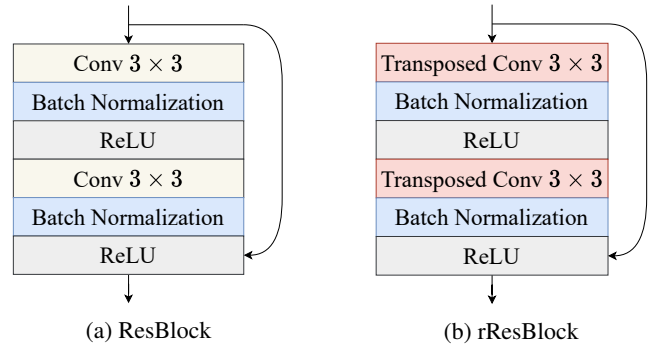 Conv 3 × 3
Batch Normalization
ReLU
Conv 3 × 3
Batch Normalization
ReLU
(a) ResBlock
Transposed Conv 3 × 3
Batch Normalization
ReLU
Transposed Conv 3 × 3
Batch Normalization
ReLU
(b) rResBlock